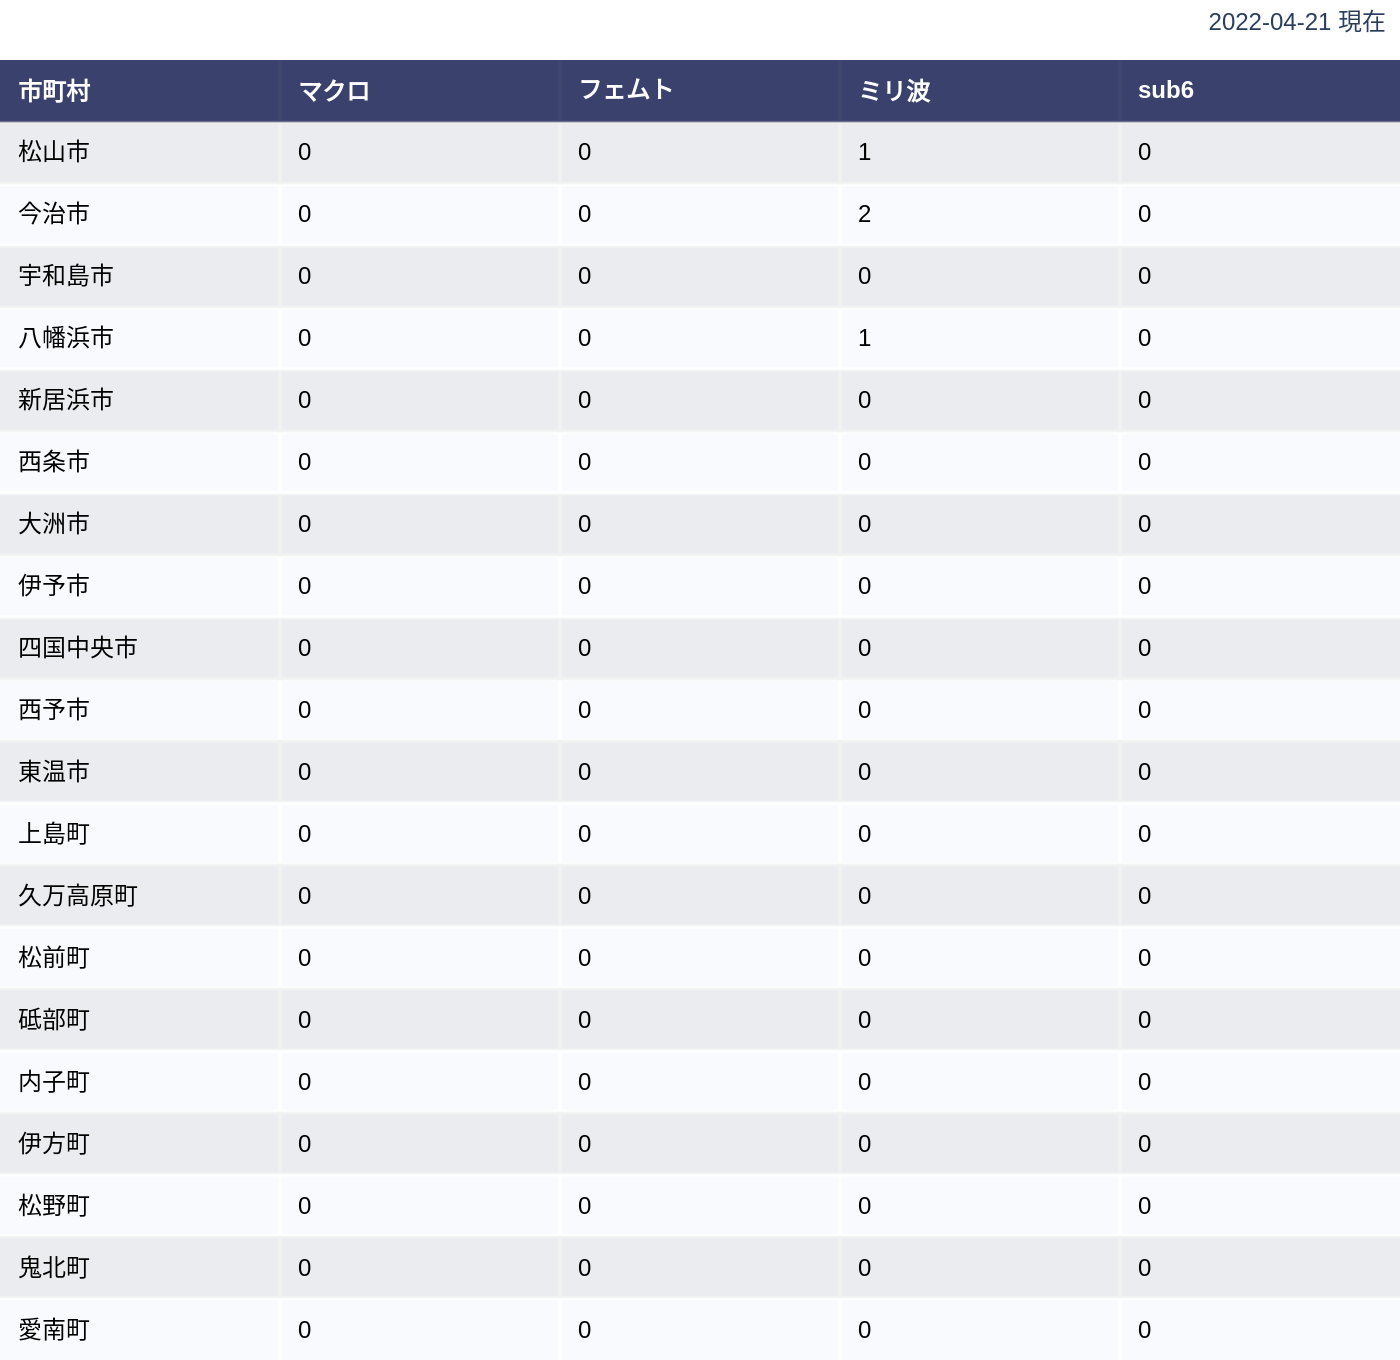 2022-04-21 現在
市町村 マクロ フェムト ミリ波 sub6
松山市 0 0 1 0
今治市 0 0 2 0
宇和島市 0 0 0 0
八幡浜市 0 0 1 0
新居浜市 0 0 0 0
西条市 0 0 0 0
大洲市 0 0 0 0
伊予市 0 0 0 0
四国中央市 0 0 0 0
西予市 0 0 0 0
東温市 0 0 0 0
上島町 0 0 0 0
久万高原町 0 0 0 0
松前町 0 0 0 0
砥部町 0 0 0 0
内子町 0 0 0 0
伊方町 0 0 0 0
松野町 0 0 0 0
鬼北町 0 0 0 0
愛南町 0 0 0 0